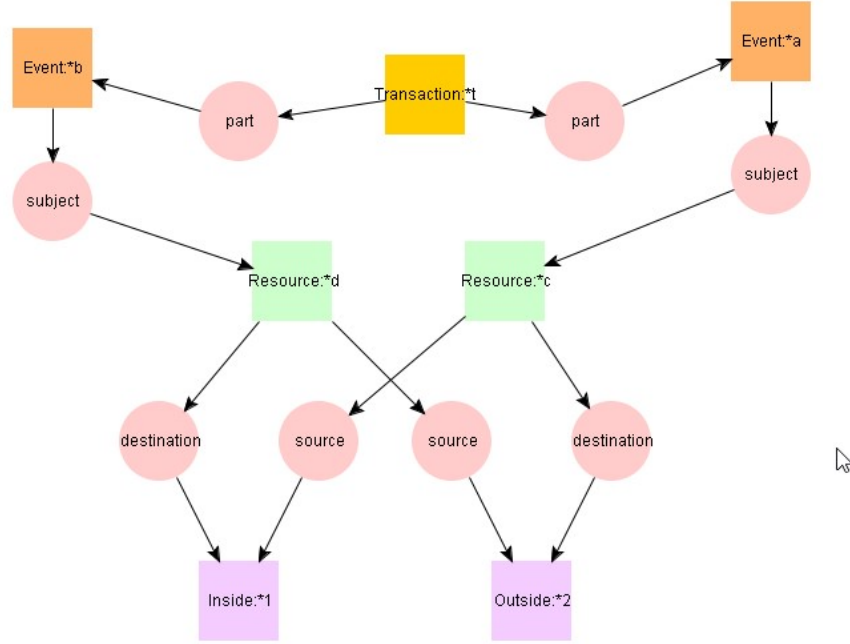 Event:*a
Event:*b
Transaction:*t
part
part
subject
subject
Resource:*d
Resource:*c
destination
source
source
destination
Inside:*1
Outside:*2